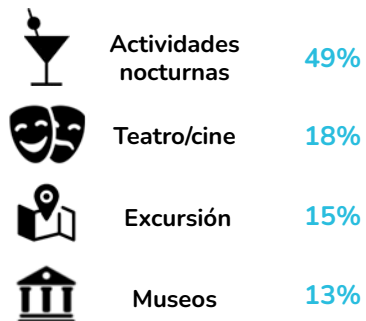 Actividades
nocturnas
49%
Teatro/cine
18%
Excursión
15%
Museos
13%